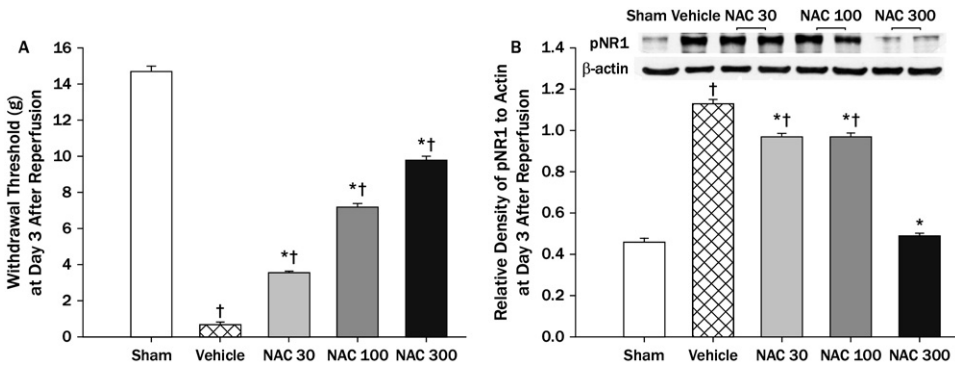 A
Withdrawal Threshold (g)
at Day 3 After Reperfusion
16
14
12
10
8
6
4
2
0
†
*†
*†
*†
Sham Vehicle NAC 30 NAC 100 NAC 300
B
Sham Vehicle NAC 30 NAC 100 NAC 300
pNR1
β-actin
Relative Density of pNR1 to Actin
at Day 3 After Reperfusion
1.4
1.2
1.0
0.8
0.6
0.4
0.2
0.0
†
*†
*†
*
Sham Vehicle NAC 30 NAC 100 NAC 300